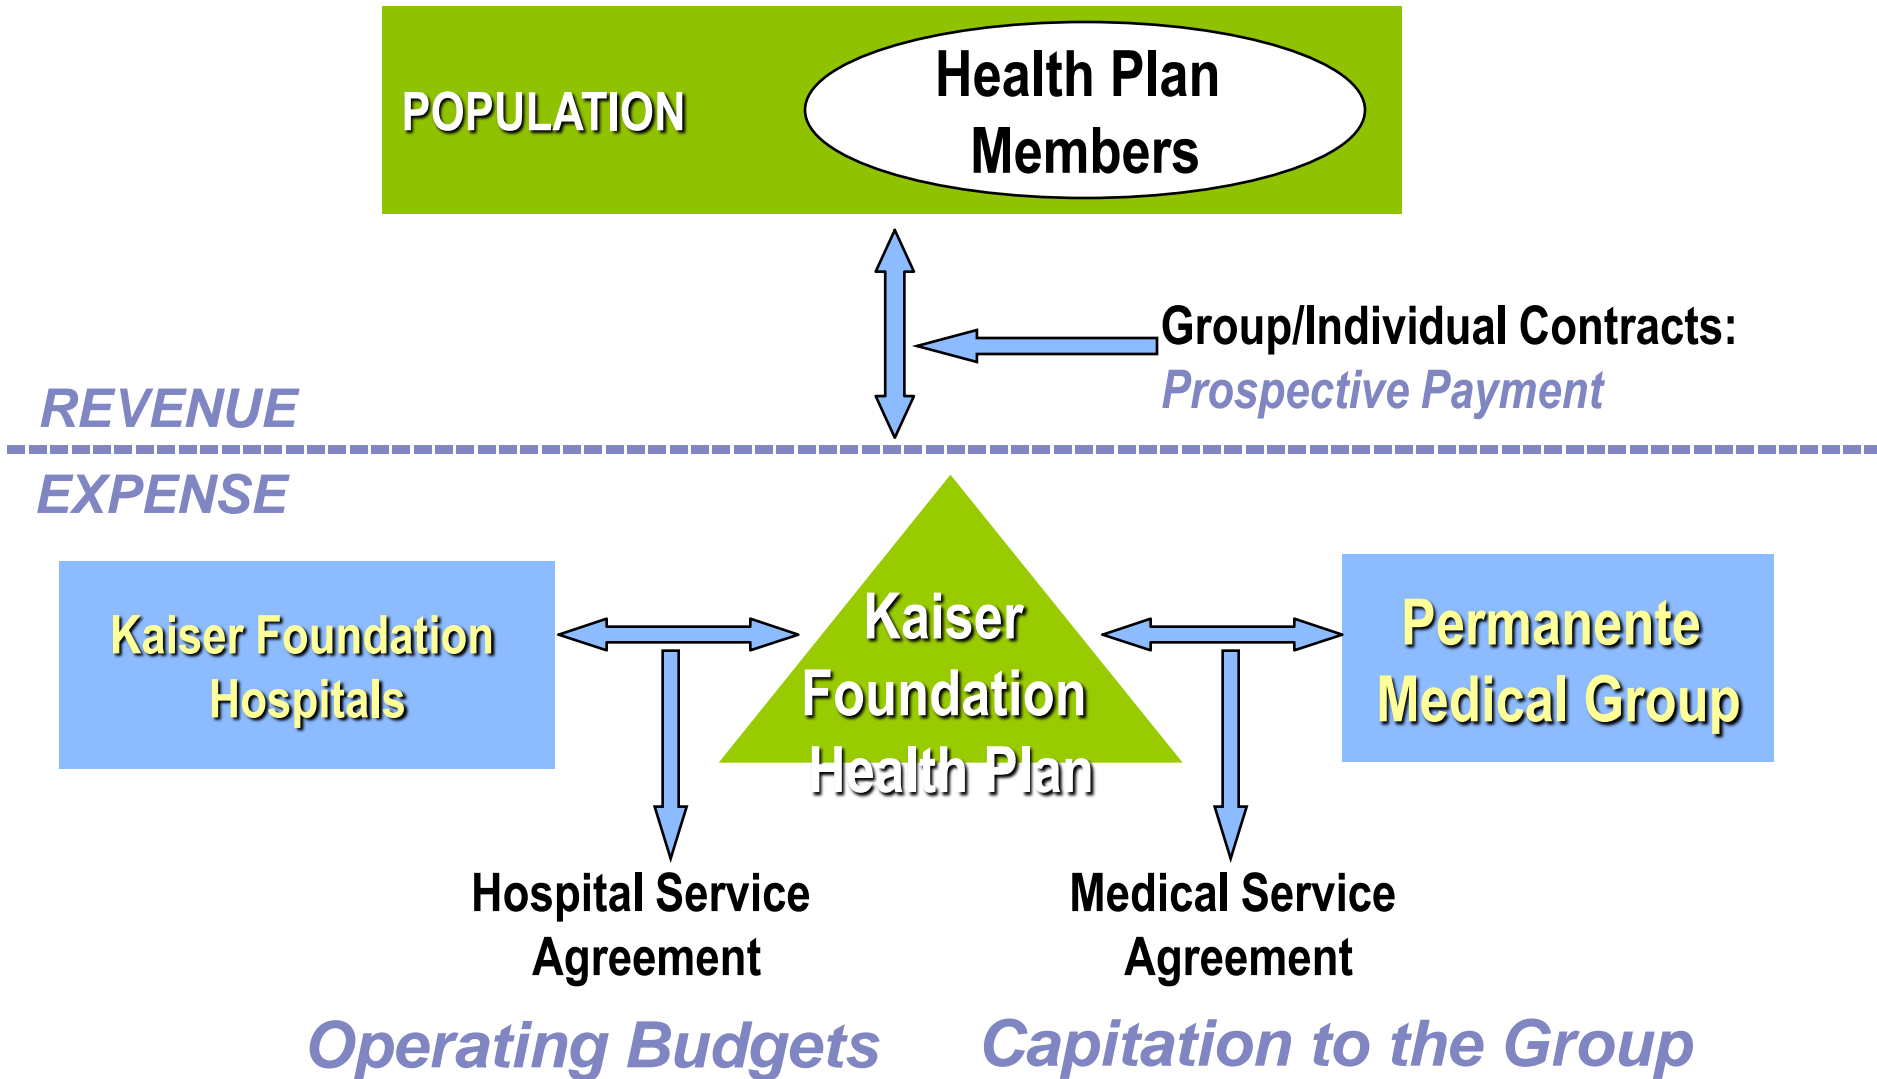 POPULATION
Health Plan
Members
Group/Individual Contracts:
Prospective Payment
REVENUE
EXPENSE
Kaiser Foundation
Hospitals
Kaiser
Foundation
Health Plan
Permanente
Medical Group
Hospital Service
Agreement
Medical Service
Agreement
Operating Budgets
Capitation to the Group